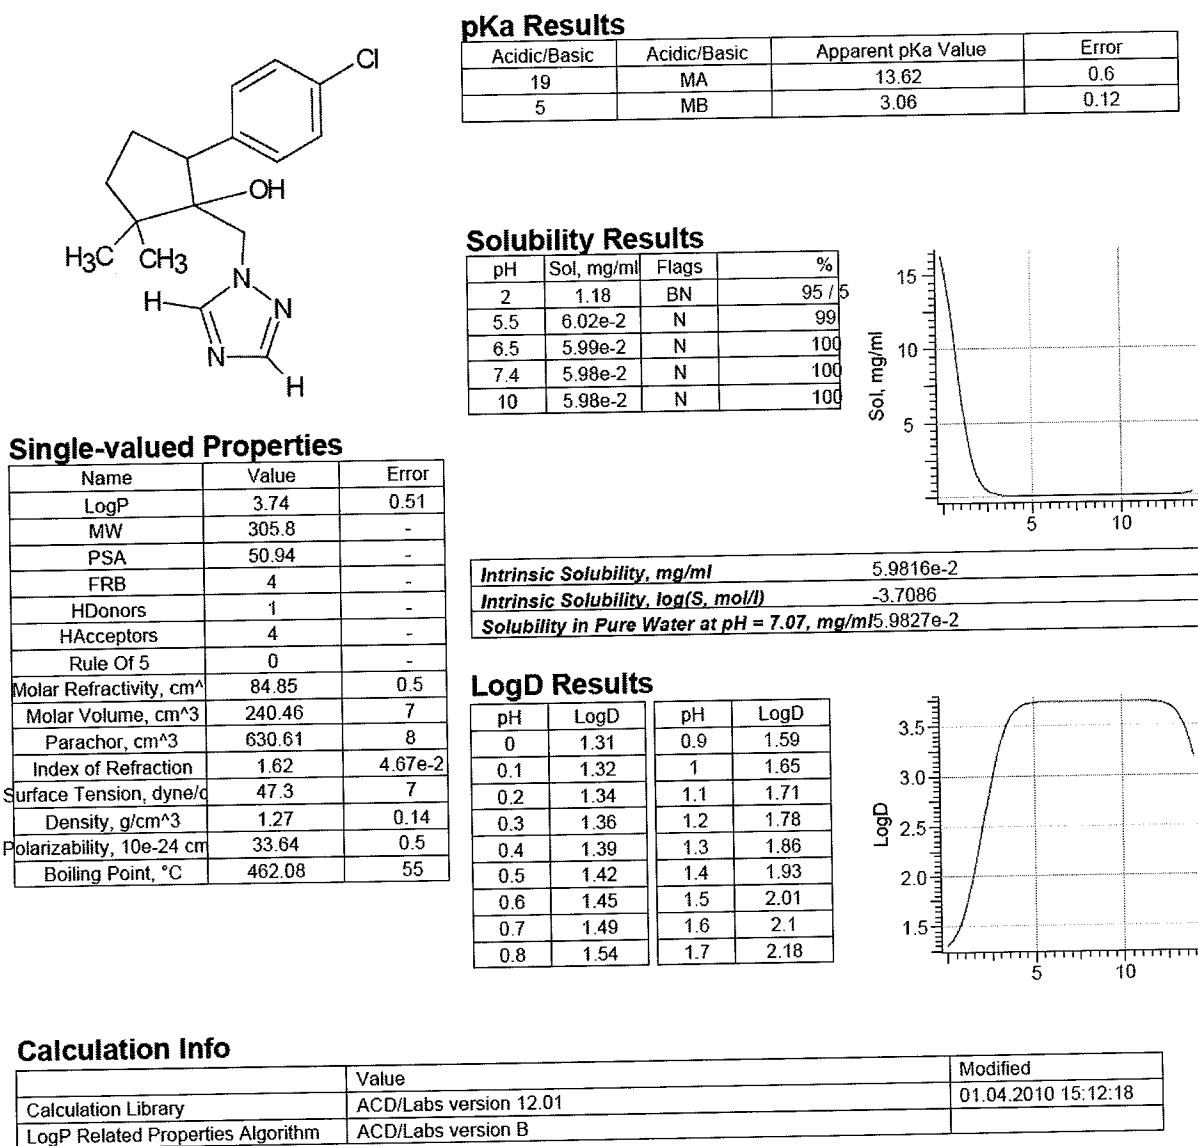 pKa Results
Acidic/Basic Acidic/Basic Apparent pKa Value Error
19 MA 13.62 0.6
5 MB 3.06 0.12
Cl
OH
H3C CH3
N
H N
N
H
Solubility Results
pH Sol, mg/ml Flags %
2 1.18 BN 95 / 5
5.5 6.02e-2 N 99
6.5 5.99e-2 N 100
7.4 5.98e-2 N 100
10 5.98e-2 N 100
Sol, mg/ml
15
10
5
5 10
Single-valued Properties
Name Value Error
LogP 3.74 0.51
MW 305.8 -
PSA 50.94 -
FRB 4 -
HDonors 1 -
HAcceptors 4 -
Rule Of 5 0 -
Molar Refractivity, cm^ 84.85 0.5
Molar Volume, cm^3 240.46 7
Parachor, cm^3 630.61 8
Index of Refraction 1.62 4.67e-2
Surface Tension, dyne/c 47.3 7
Density, g/cm^3 1.27 0.14
Polarizability, 10e-24 cm 33.64 0.5
Boiling Point, °C 462.08 55
Intrinsic Solubility, mg/ml 5.9816e-2
Intrinsic Solubility, log(S, mol/l) -3.7086
Solubility in Pure Water at pH = 7.07, mg/ml 5.9827e-2
LogD Results
pH LogD pH LogD
0 1.31 0.9 1.59
0.1 1.32 1 1.65
0.2 1.34 1.1 1.71
0.3 1.36 1.2 1.78
0.4 1.39 1.3 1.86
0.5 1.42 1.4 1.93
0.6 1.45 1.5 2.01
0.7 1.49 1.6 2.1
0.8 1.54 1.7 2.18
LogD
3.5
3.0
2.5
2.0
1.5
5 10
Calculation Info
Value Modified
Calculation Library ACD/Labs version 12.01 01.04.2010 15:12:18
LogP Related Properties Algorithm ACD/Labs version B